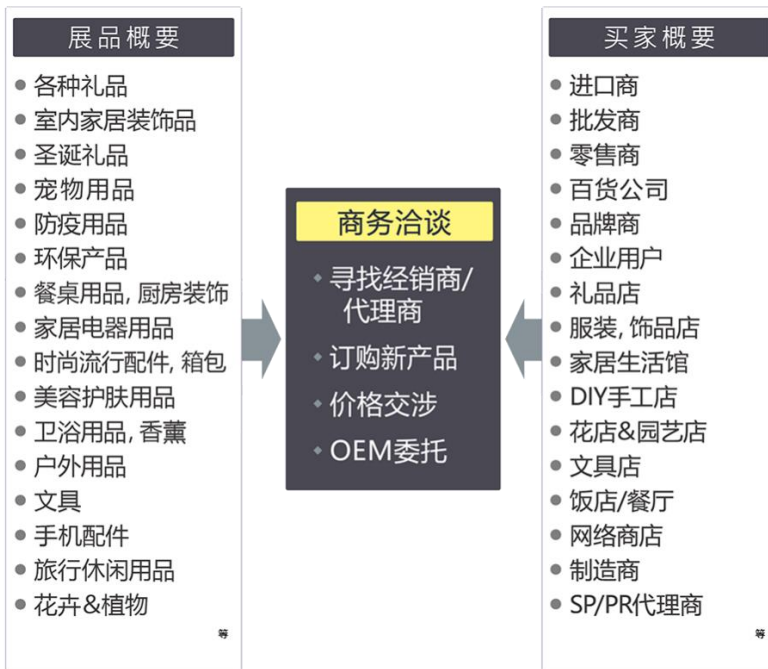 展品概要
各种礼品
室内家居装饰品
圣诞礼品
宠物用品
防疫用品
环保产品
餐桌用品, 厨房装饰
家居电器用品
时尚流行配件, 箱包
美容护肤用品
卫浴用品, 香薰
户外用品
文具
手机配件
旅行休闲用品
花卉&植物
等
商务洽谈
寻找经销商/
代理商
订购新产品
价格交涉
OEM委托
买家概要
进口商
批发商
零售商
百货公司
品牌商
企业用户
礼品店
服装, 饰品店
家居生活馆
DIY手工店
花店&园艺店
文具店
饭店/餐厅
网络商店
制造商
SP/PR代理商
等